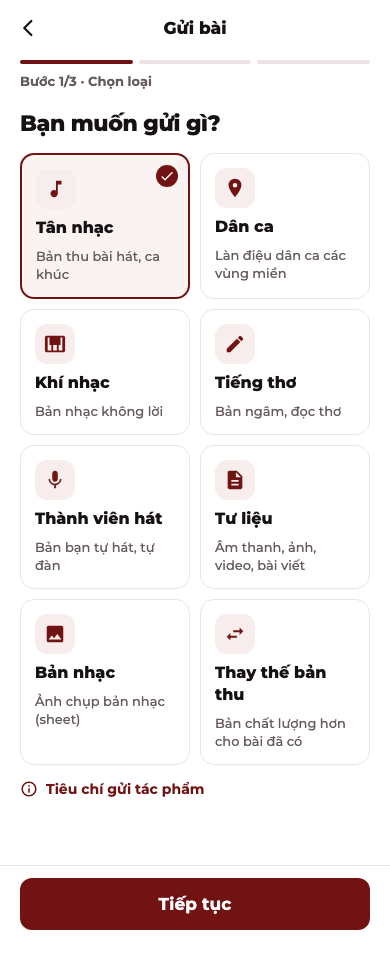 Gửi bài
Bước 1/3 · Chọn loại
Bạn muốn gửi gì?
Tân nhạc
Bản thu bài hát, ca
khúc
Dân ca
Làn điệu dân ca các
vùng miền
Khí nhạc
Bản nhạc không lời
Tiếng thơ
Bản ngâm, đọc thơ
Thành viên hát
Bản bạn tự hát, tự
đàn
Tư liệu
Âm thanh, ảnh,
video, bài viết
Bản nhạc
Ảnh chụp bản nhạc
(sheet)
Thay thế bản
thu
Bản chất lượng hơn
cho bài đã có
Tiêu chí gửi tác phẩm
Tiếp tục